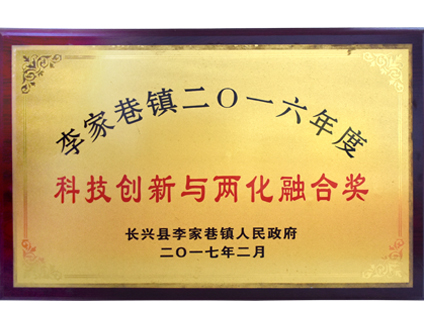 李家巷镇二〇一六年度
科技创新与两化融合奖
长兴县李家巷镇人民政府
二〇一七年二月